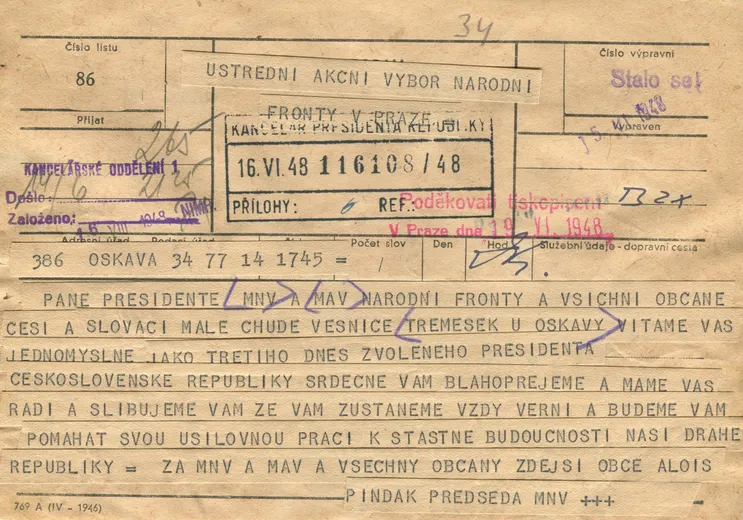 34
Číslo listu
86
Číslo výpravní
USTREDNI AKCNI VYBOR NARODNI
Stalo se!
FRONTY V PRAZE =
Přijat
15. VI. 1948
Vypraven
KANCELÁŘ PRESIDENTA REPUBLIKY
265
KANCELÁŘSKÉ ODDĚLENÍ 1
16.VI.48 116108/48
14/6
Došlo:
Založeno: 16. VIII 1948
PŘÍLOHY: 6 REF.:
Poděkovati tiskopisem
V Praze dne 19. VI. 1948
Adresní úřad Podací úřad Počet slov Den Hod. Služební údaje - dopravní cesta
386 OSKAVA 34 77 14 1745 =
PANE PRESIDENTE MNV A MAV NARODNI FRONTY A VSICHNI OBCANE
CESI A SLOVACI MALE CHUDE VESNICE TREMESEK U OSKAVY VITAME VAS
JEDNOMYSLNE JAKO TRETIHO DNES ZVOLENEHO PRESIDENTA
CESKOSLOVENSKE REPUBLIKY SRDECNE VAM BLAHOPREJEME A MAME VAS
RADI A SLIBUJEME VAM ZE VAM ZUSTANEME VZDY VERNI A BUDEME VAM
POMAHAT SVOU USILOVNOU PRACI K STASTNE BUDOUCNOSTI NASI DRAHE
REPUBLIKY = ZA MNV A MAV A VSECHNY OBCANY ZDEJSI OBCE ALOIS
PINDAK PREDSEDA MNV +++ -
769 A (IV - 1946)